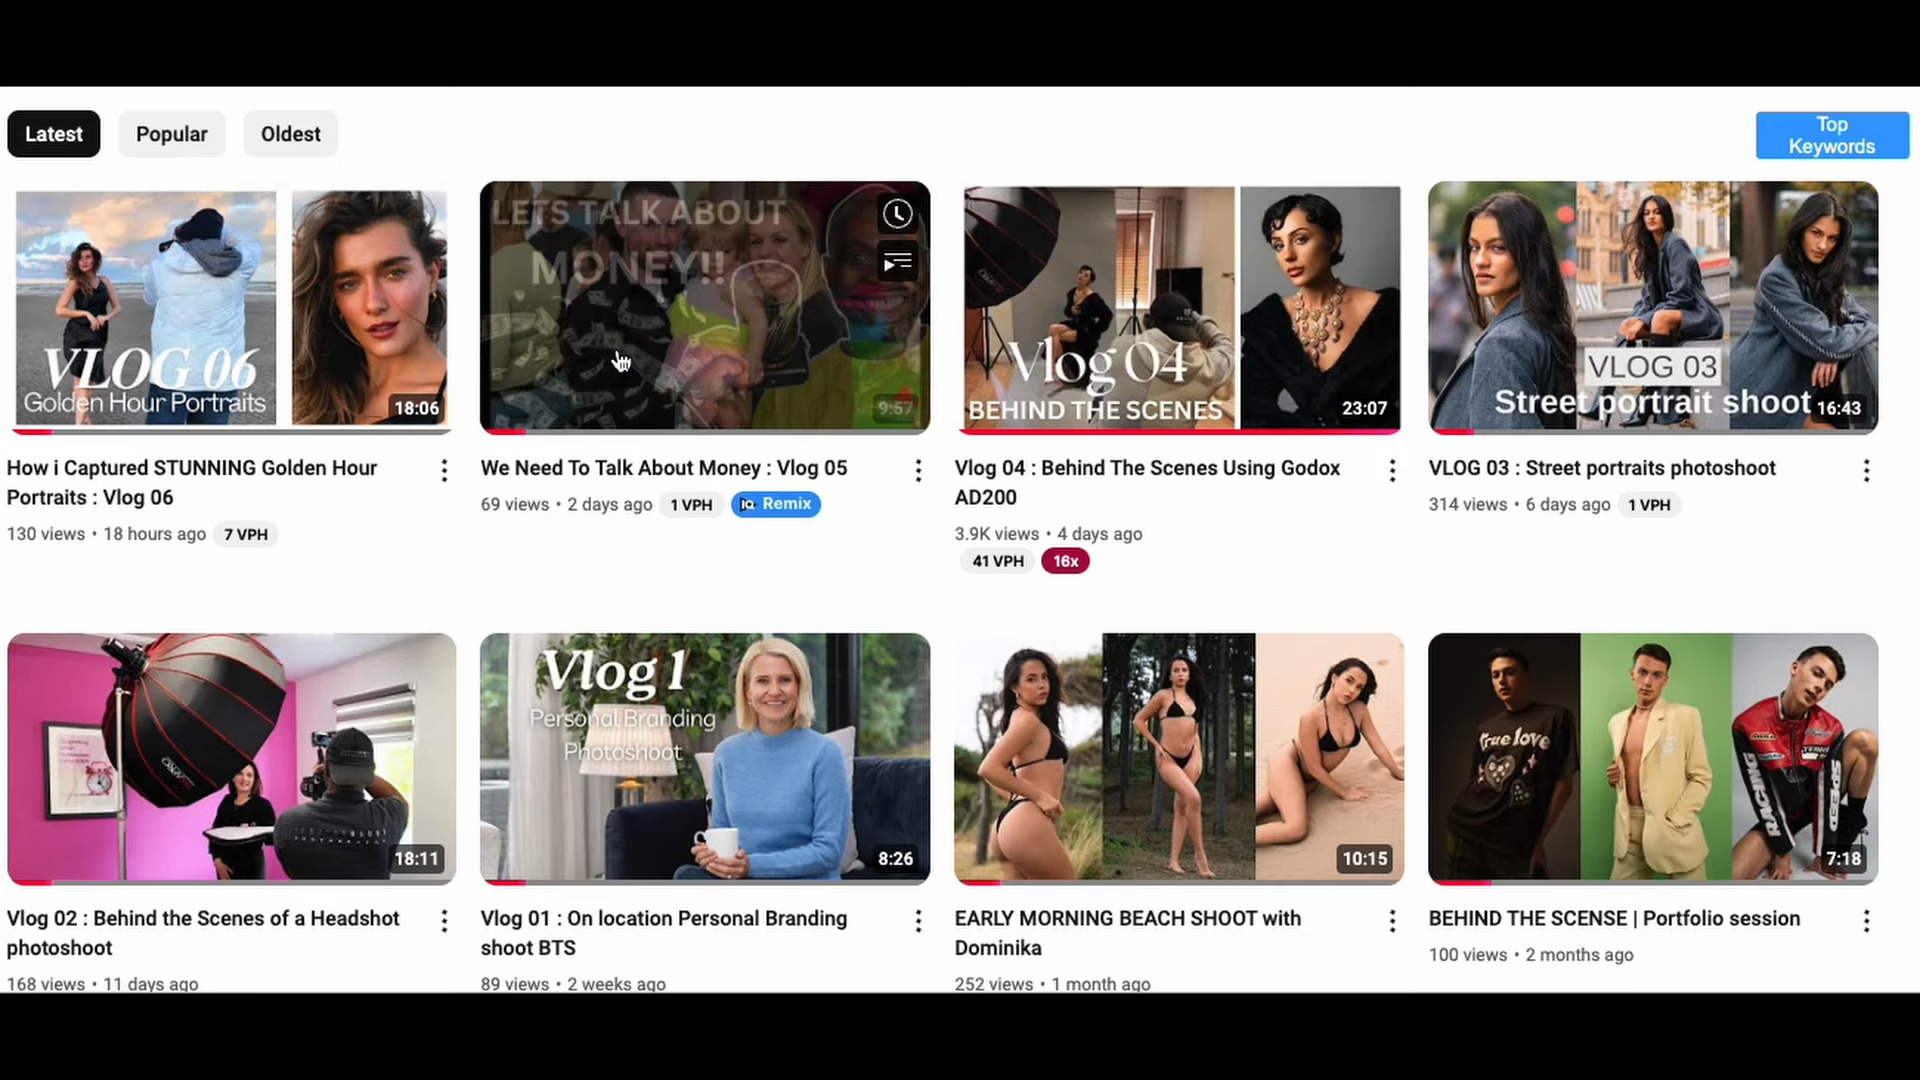 Latest
Popular
Oldest
Top
Keywords
VLOG 06
Golden Hour Portraits
18:06
LETS TALK ABOUT
MONEY!!
9:57
Vlog 04
BEHIND THE SCENES
23:07
VLOG 03
Street portrait shoot
16:43
How i Captured STUNNING Golden Hour
Portraits : Vlog 06
130 views • 18 hours ago 7 VPH
We Need To Talk About Money : Vlog 05
69 views • 2 days ago 1 VPH Remix
Vlog 04 : Behind The Scenes Using Godox
AD200
3.9K views • 4 days ago
41 VPH 16x
VLOG 03 : Street portraits photoshoot
314 views • 6 days ago 1 VPH
18:11
Vlog 1
Personal Branding
Photoshoot
8:26
10:15
True love
RACING
7:18
Vlog 02 : Behind the Scenes of a Headshot
photoshoot
168 views • 11 days ago
Vlog 01 : On location Personal Branding
shoot BTS
89 views • 2 weeks ago
EARLY MORNING BEACH SHOOT with
Dominika
252 views • 1 month ago
BEHIND THE SCENSE | Portfolio session
100 views • 2 months ago